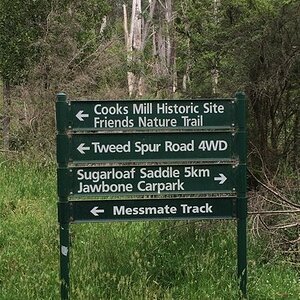 Cooks Mill Historic Site
Friends Nature Trail
Tweed Spur Road 4WD
Sugarloaf Saddle 5km
Jawbone Carpark
Messmate Track